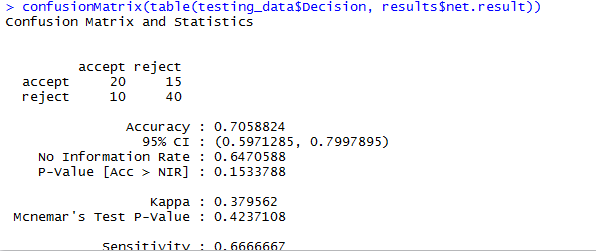 > confusionMatrix(table(testing_data$Decision, results$net.result))
Confusion Matrix and Statistics
accept reject
accept 20 15
reject 10 40
Accuracy : 0.7058824
95% CI : (0.5971285, 0.7997895)
No Information Rate : 0.6470588
P-Value [Acc > NIR] : 0.1533788
Kappa : 0.379562
Mcnemar's Test P-Value : 0.4237108
Sensitivity : 0.6666667